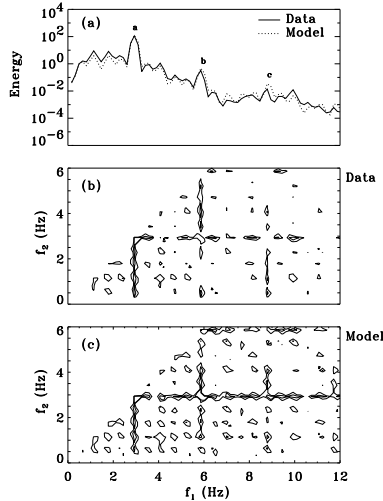 (a)
Data
Model
a
b
c
Energy
10^4
10^2
10^0
10^-2
10^-4
10^-6
(b)
Data
f_2 (Hz)
6
4
2
0
(c)
Model
f_2 (Hz)
6
4
2
0
0 2 4 6 8 10 12
f_1 (Hz)